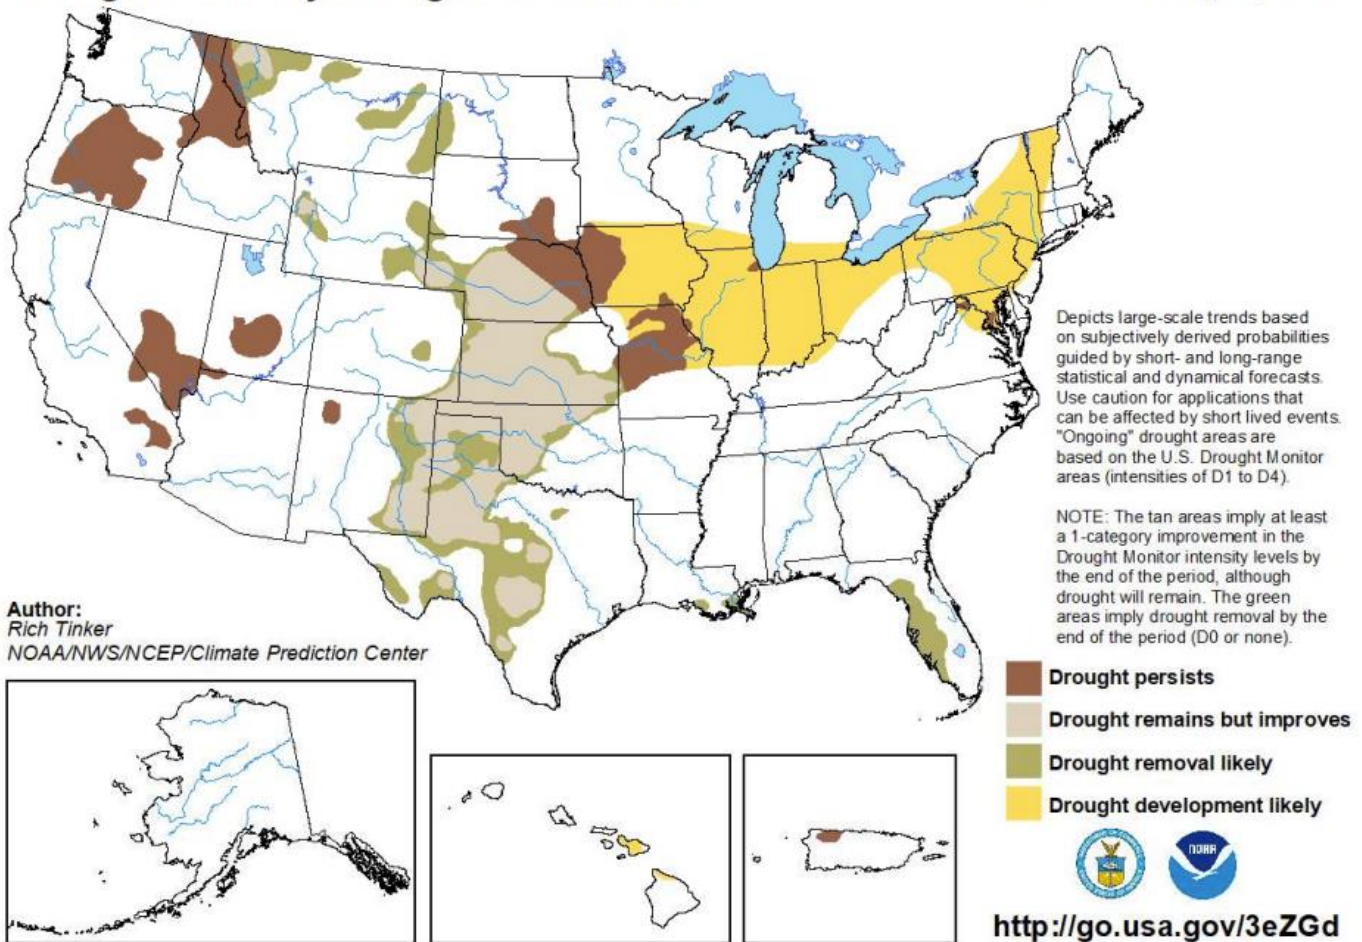 Depicts large-scale trends based
on subjectively derived probabilities
guided by short- and long-range
statistical and dynamical forecasts.
Use caution for applications that
can be affected by short lived events.
"Ongoing" drought areas are
based on the U.S. Drought Monitor
areas (intensities of D1 to D4).
NOTE: The tan areas imply at least
a 1-category improvement in the
Drought Monitor intensity levels by
the end of the period, although
drought will remain. The green
areas imply drought removal by the
end of the period (D0 or none).
Author:
Rich Tinker
NOAA/NWS/NCEP/Climate Prediction Center
Drought persists
Drought remains but improves
Drought removal likely
Drought development likely
NOAA
http://go.usa.gov/3eZGd